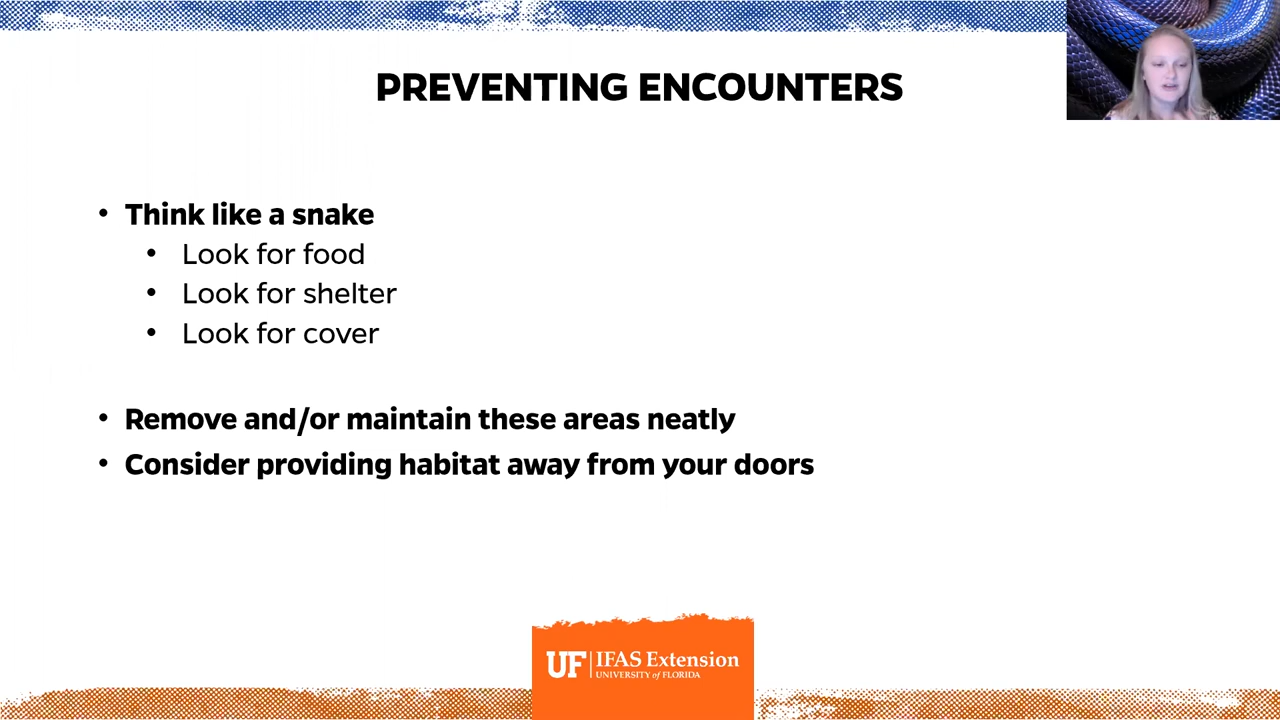 PREVENTING ENCOUNTERS
• Think like a snake
• Look for food
• Look for shelter
• Look for cover
• Remove and/or maintain these areas neatly
• Consider providing habitat away from your doors
UF IFAS Extension
UNIVERSITY of FLORIDA